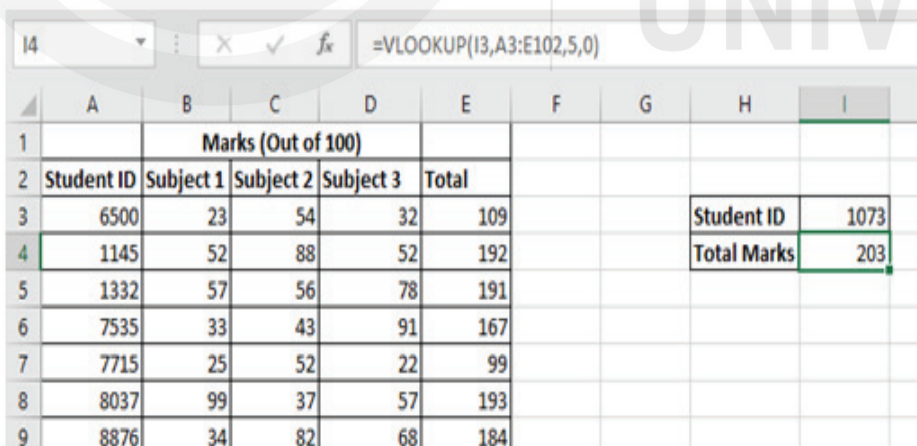 UNIV
I4 fx =VLOOKUP(I3,A3:E102,5,0)
A B C D E F G H I
1 Marks (Out of 100)
2 Student ID Subject 1 Subject 2 Subject 3 Total
3 6500 23 54 32 109 Student ID 1073
4 1145 52 88 52 192 Total Marks 203
5 1332 57 56 78 191
6 7535 33 43 91 167
7 7715 25 52 22 99
8 8037 99 37 57 193
9 8876 34 82 68 184